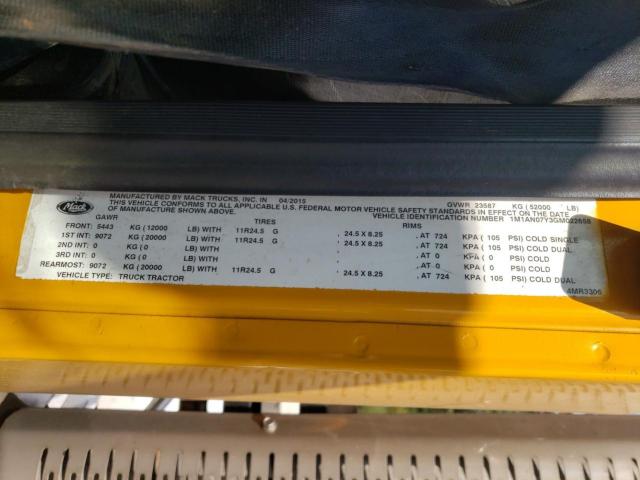 Mack
MANUFACTURED BY MACK TRUCKS, INC. IN 04/2015 GVWR 23587 KG (52000 LB)
THIS VEHICLE CONFORMS TO ALL APPLICABLE U.S. FEDERAL MOTOR VEHICLE SAFETY STANDARDS IN EFFECT ON THE DATE
OF MANUFACTURE SHOWN ABOVE. VEHICLE IDENTIFICATION NUMBER 1M1AN07Y3GM022658
GAWR TIRES RIMS
FRONT: 5443 KG (12000 LB) WITH 11R24.5 G , 24.5 X 8.25 , AT 724 KPA ( 105 PSI) COLD SINGLE
1ST INT: 9072 KG (20000 LB) WITH 11R24.5 G , 24.5 X 8.25 , AT 724 KPA ( 105 PSI) COLD DUAL
2ND INT: 0 KG (0 LB) WITH , , AT 0 KPA ( 0 PSI) COLD
3RD INT: 0 KG (0 LB) WITH , , AT 0 KPA ( 0 PSI) COLD
REARMOST: 9072 KG (20000 LB) WITH 11R24.5 G , 24.5 X 8.25 , AT 724 KPA ( 105 PSI) COLD DUAL
VEHICLE TYPE: TRUCK TRACTOR
4MR3306